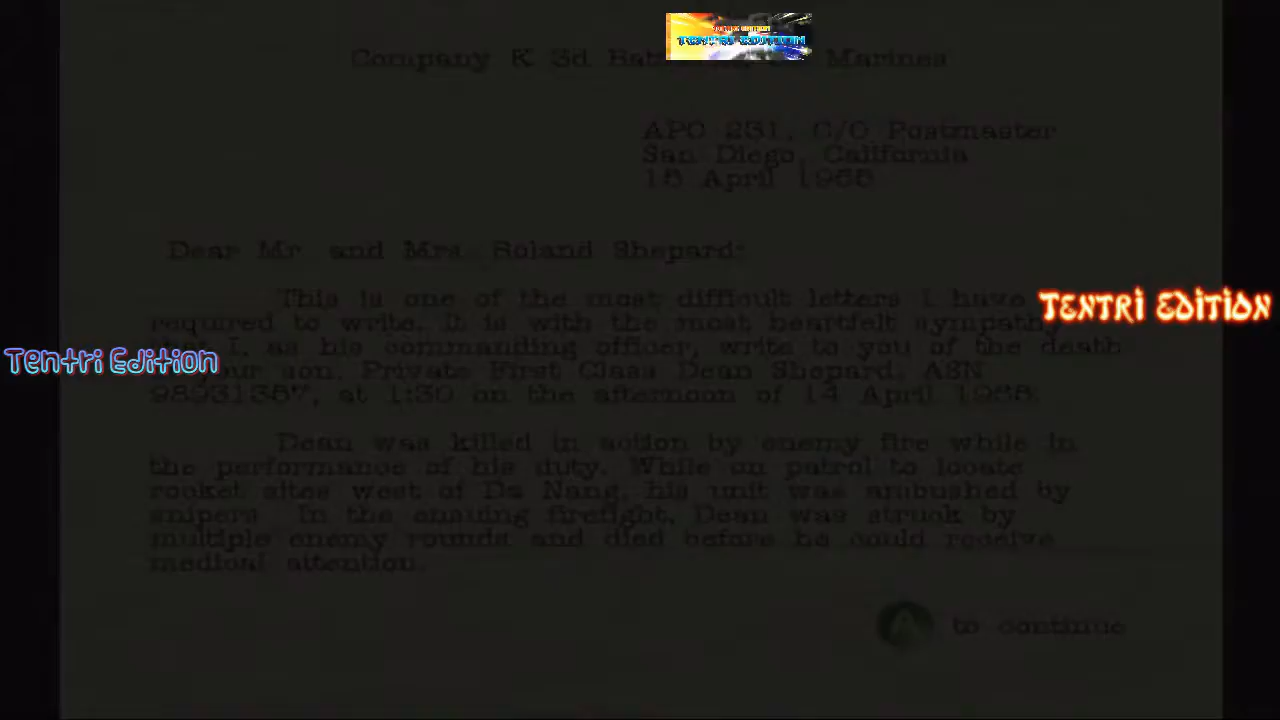 TENTRI EDITION
Company K 3d Marines
APO 231, C/O Postmaster
San Diego, California
15 April 1965
Dear Mr. and Mrs. Roland Shepard:
This is one of the most difficult letters I have
TENTRI EDITION
required to write. It is with the most heartfelt sympathy
I, as his commanding officer, write to you of the death
Tentri Edition
your son, Private First Class Dean Shepard, ASN
98931357, at 1:30 on the afternoon of 14 April 1965.
Dean was killed in action by enemy fire while in
the performance of his duty. While on patrol to locate
rocket sites west of Da Nang, his unit was ambushed by
snipers. In the ensuing firefight, Dean was struck by
multiple enemy rounds and died before he could receive
medical attention.
A to continue